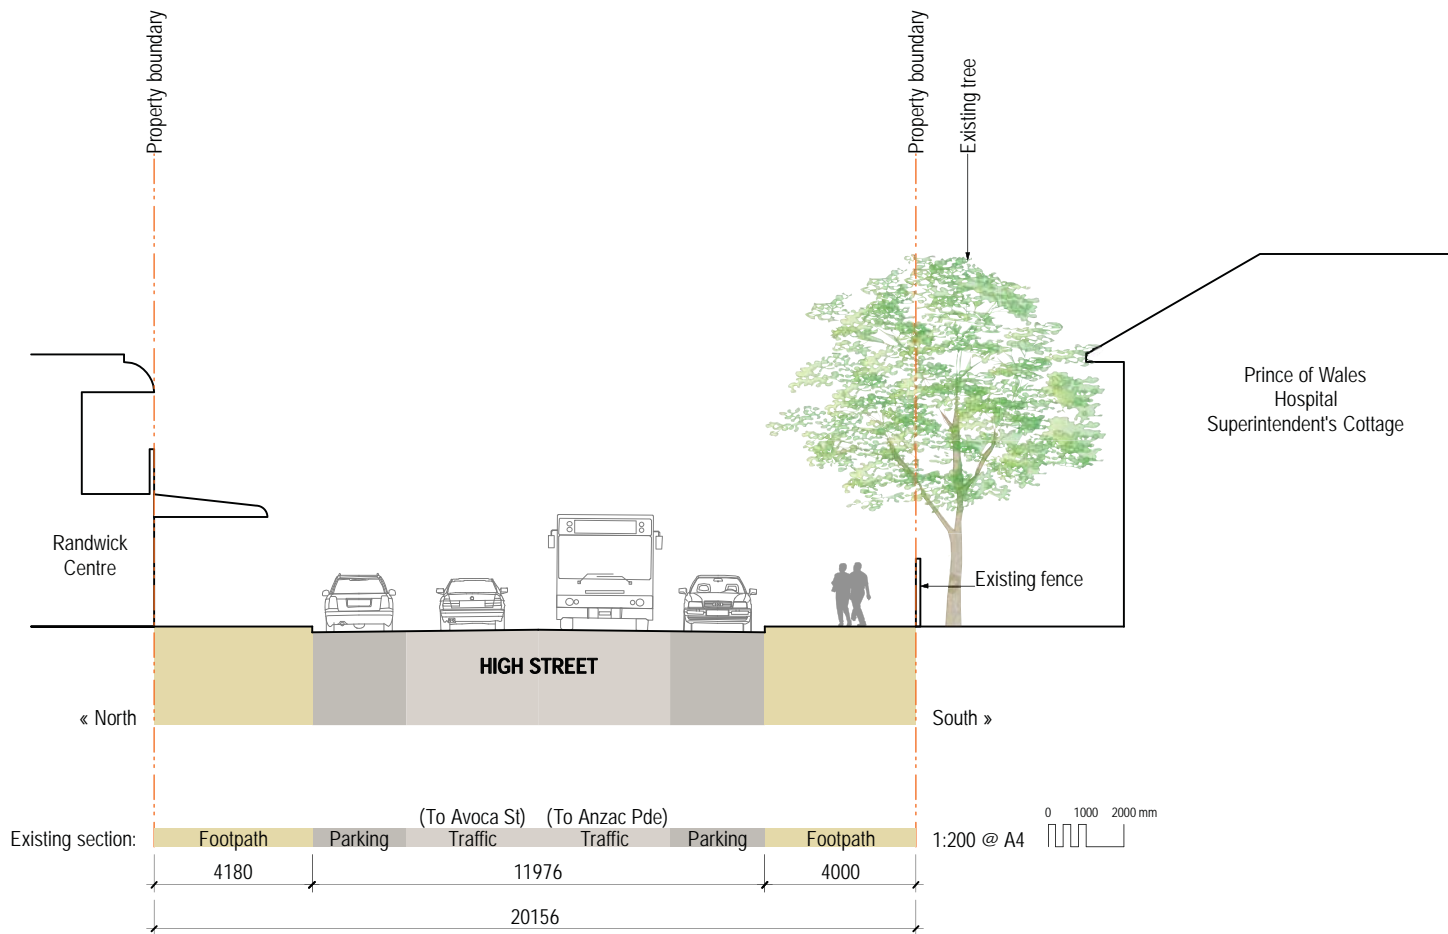 Property boundary
Property boundary
Existing tree
Prince of Wales
Hospital
Superintendent's Cottage
Randwick
Centre
Existing fence
HIGH STREET
« North
South »
(To Avoca St)
(To Anzac Pde)
0 1000 2000 mm
Existing section:
Footpath
Parking
Traffic
Traffic
Parking
Footpath
1:200 @ A4
4180
11976
4000
20156